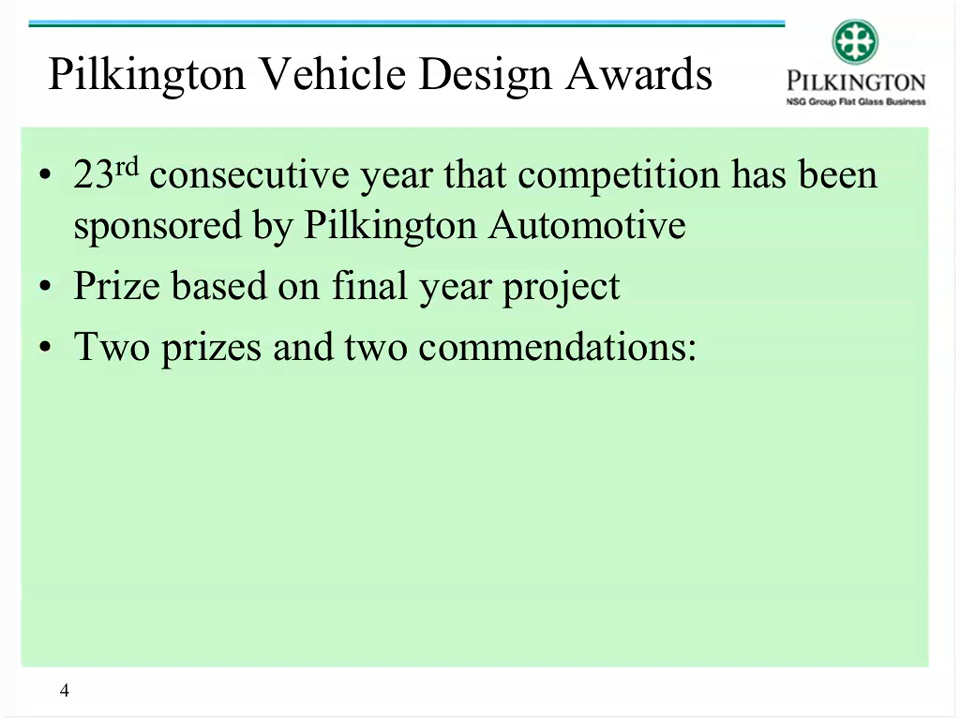 Pilkington Vehicle Design Awards
PILKINGTON
NSG Group Flat Glass Business
• 23rd consecutive year that competition has been
sponsored by Pilkington Automotive
• Prize based on final year project
• Two prizes and two commendations:
4